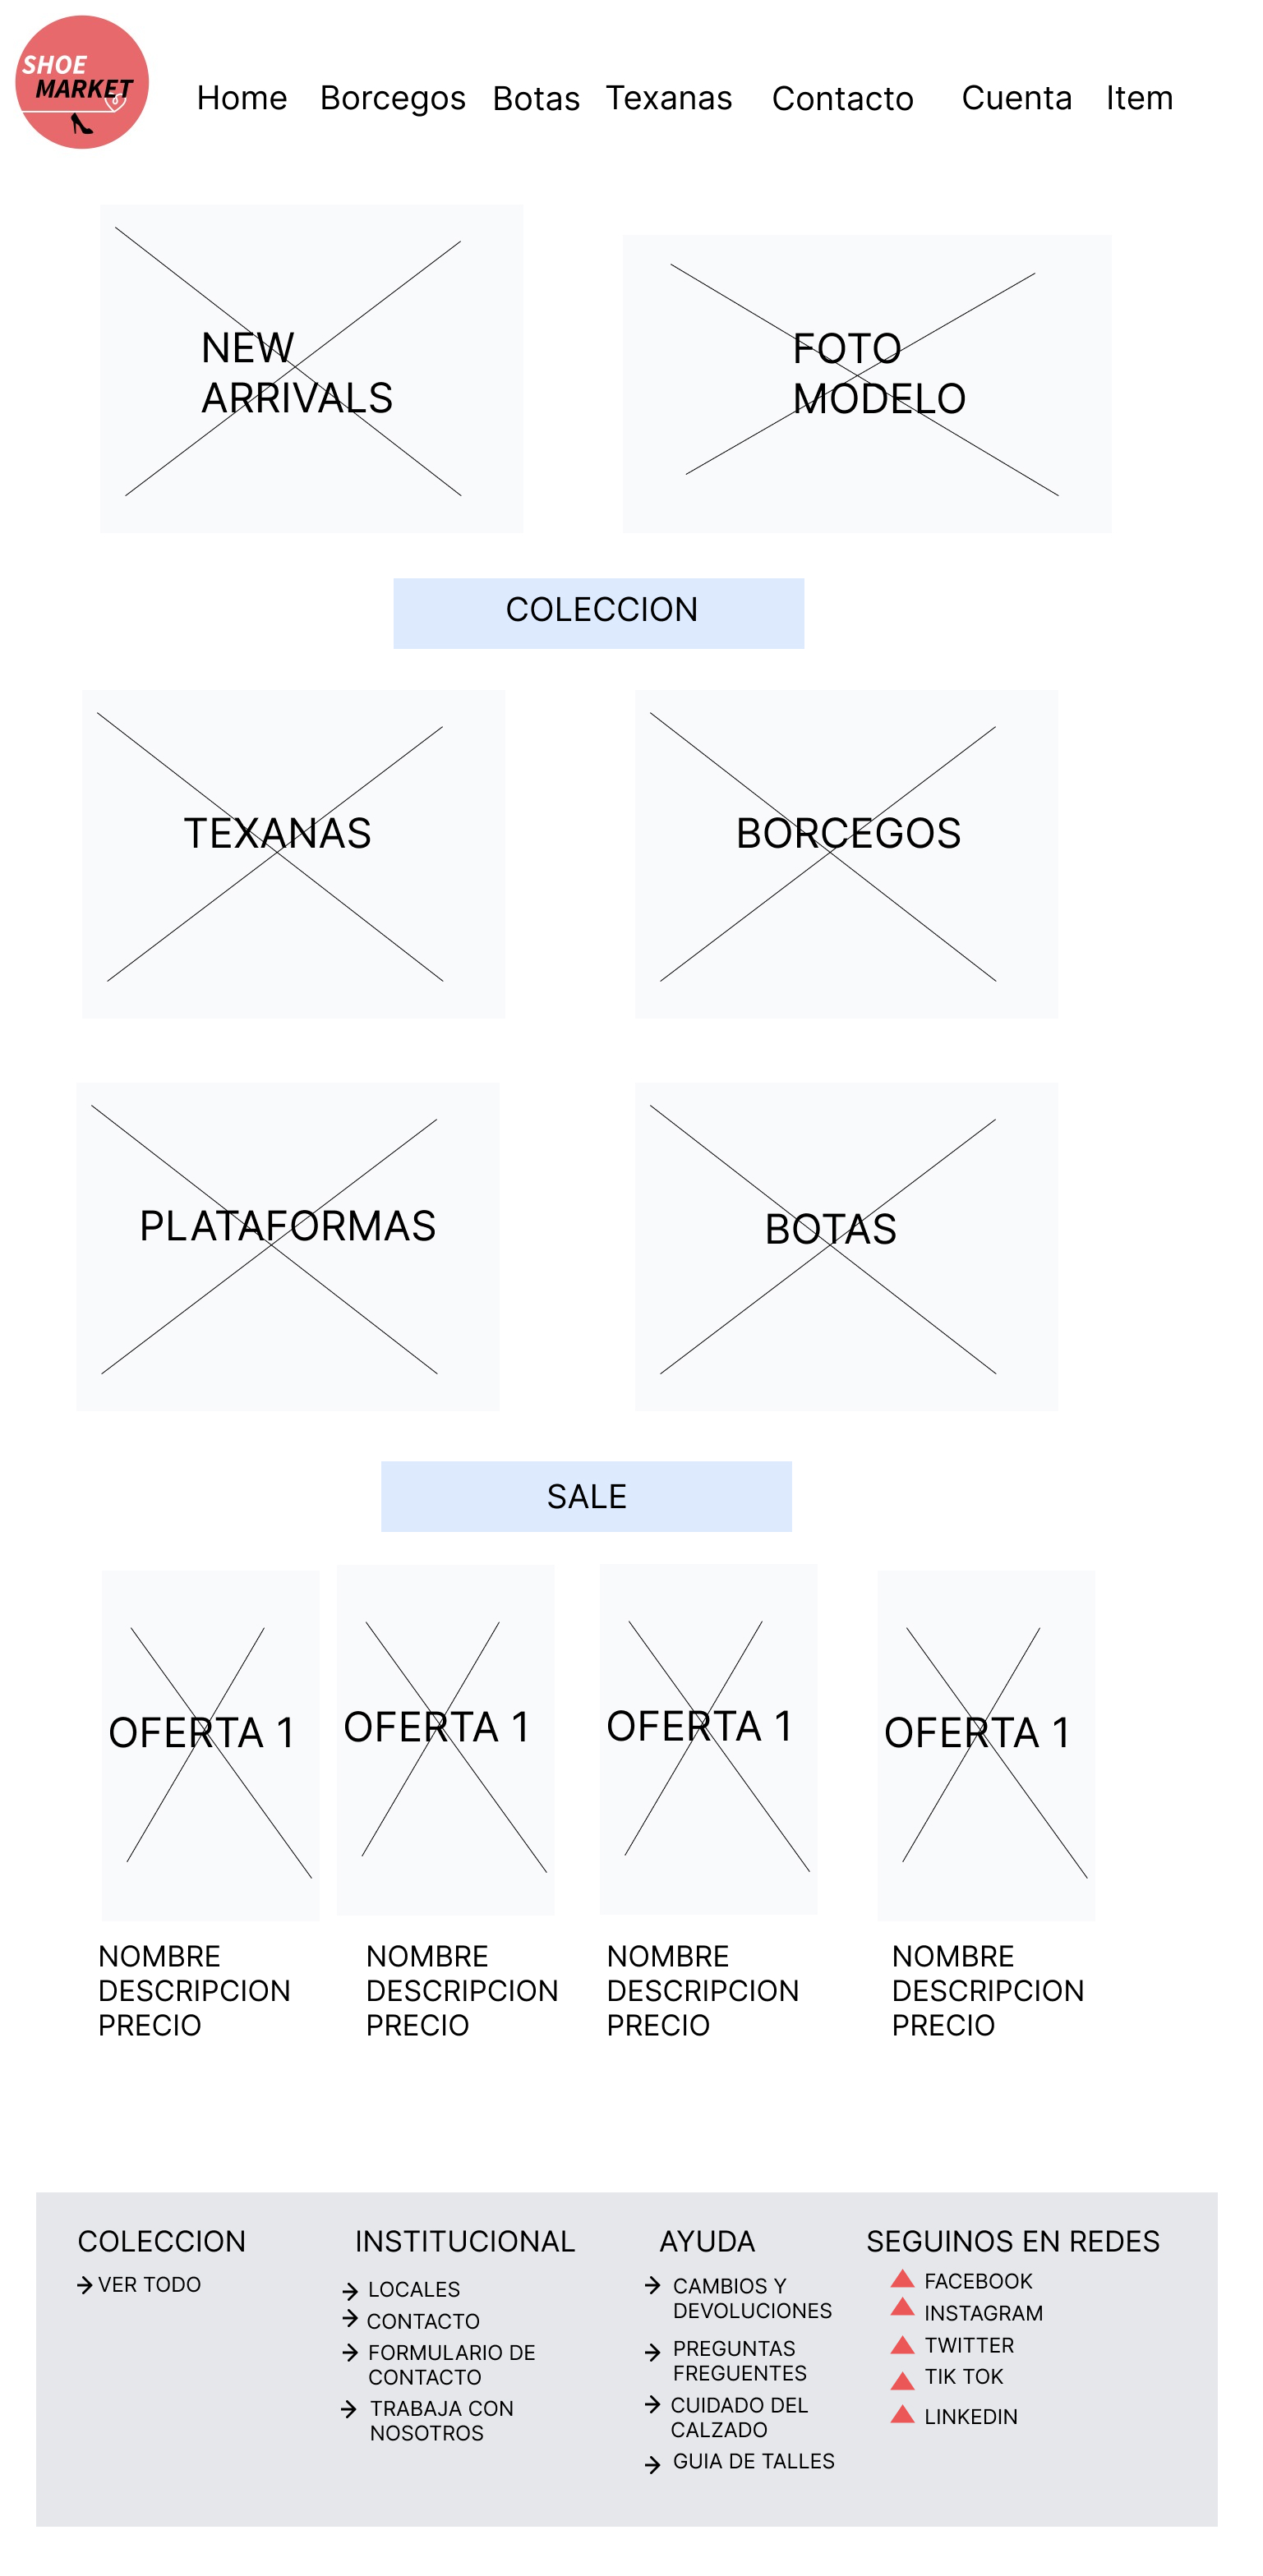 SHOE
MARKET
Home Borcegos Botas Texanas Contacto Cuenta Item
NEW
ARRIVALS
FOTO
MODELO
COLECCION
TEXANAS
BORCEGOS
PLATAFORMAS
BOTAS
SALE
OFERTA 1
OFERTA 1
OFERTA 1
OFERTA 1
NOMBRE
DESCRIPCION
PRECIO
NOMBRE
DESCRIPCION
PRECIO
NOMBRE
DESCRIPCION
PRECIO
NOMBRE
DESCRIPCION
PRECIO
COLECCION
VER TODO
INSTITUCIONAL
LOCALES
CONTACTO
FORMULARIO DE
CONTACTO
TRABAJA CON
NOSOTROS
AYUDA
CAMBIOS Y
DEVOLUCIONES
PREGUNTAS
FREGUENTES
CUIDADO DEL
CALZADO
GUIA DE TALLES
SEGUINOS EN REDES
FACEBOOK
INSTAGRAM
TWITTER
TIK TOK
LINKEDIN